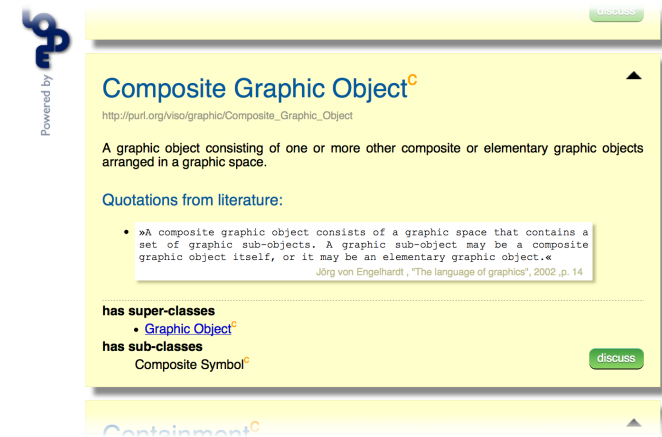 discuss
LODE
Powered by
Composite Graphic Object C
http://purl.org/viso/graphic/Composite_Graphic_Object
A graphic object consisting of one or more other composite or elementary graphic objects
arranged in a graphic space.
Quotations from literature:
• »A composite graphic object consists of a graphic space that contains a
set of graphic sub-objects. A graphic sub-object may be a composite
graphic object itself, or it may be an elementary graphic object.«
Jörg von Engelhardt , "The language of graphics", 2002 ,p. 14
has super-classes
• Graphic Object C
has sub-classes
Composite Symbol C
discuss
Containment C